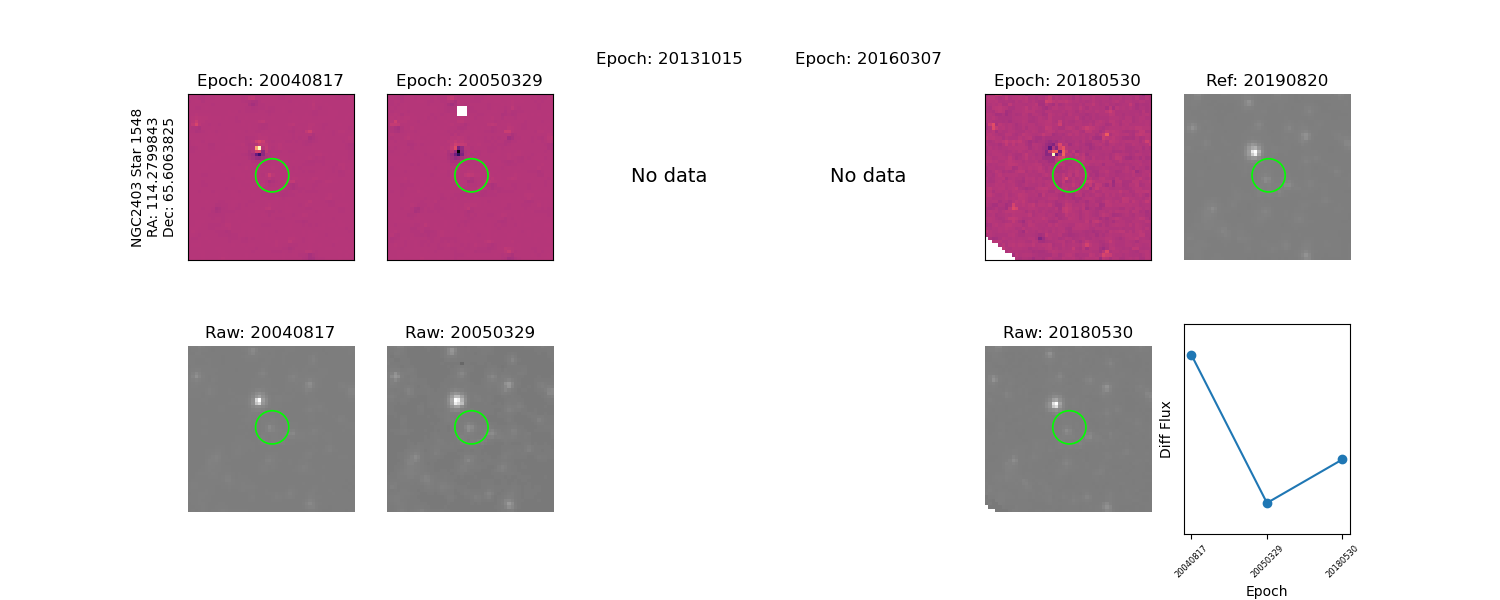 Epoch: 20131015
Epoch: 20160307
Epoch: 20040817
Epoch: 20050329
Epoch: 20180530
Ref: 20190820
NGC2403 Star 1548
RA: 114.2799843
Dec: 65.6063825
No data
No data
Raw: 20040817
Raw: 20050329
Raw: 20180530
Diff Flux
20040817
20050329
20180530
Epoch